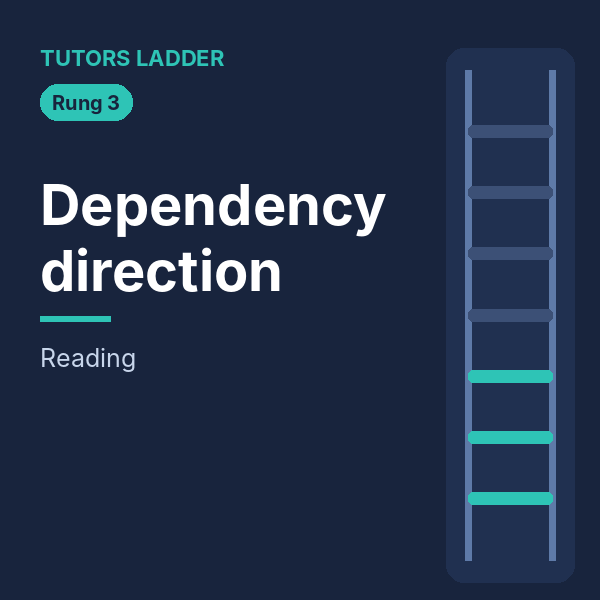 TUTORS LADDER
Rung 3
Dependency
direction
Reading